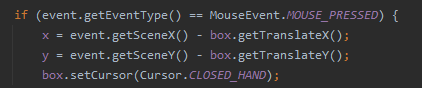 if (event.getEventType() == MouseEvent.MOUSE_PRESSED) {
x = event.getSceneX() - box.getTranslateX();
y = event.getSceneY() - box.getTranslateY();
box.setCursor(Cursor.CLOSED_HAND);